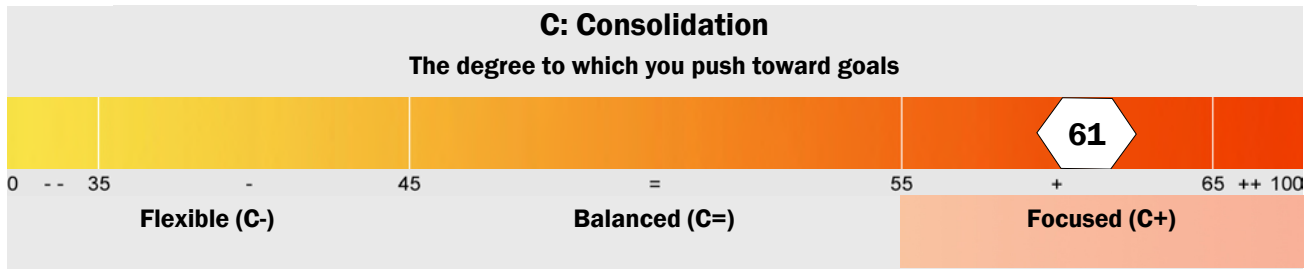 C: Consolidation
The degree to which you push toward goals
61
0 -- 35 - 45 = 55 + 65 ++ 100
Flexible (C-) Balanced (C=) Focused (C+)